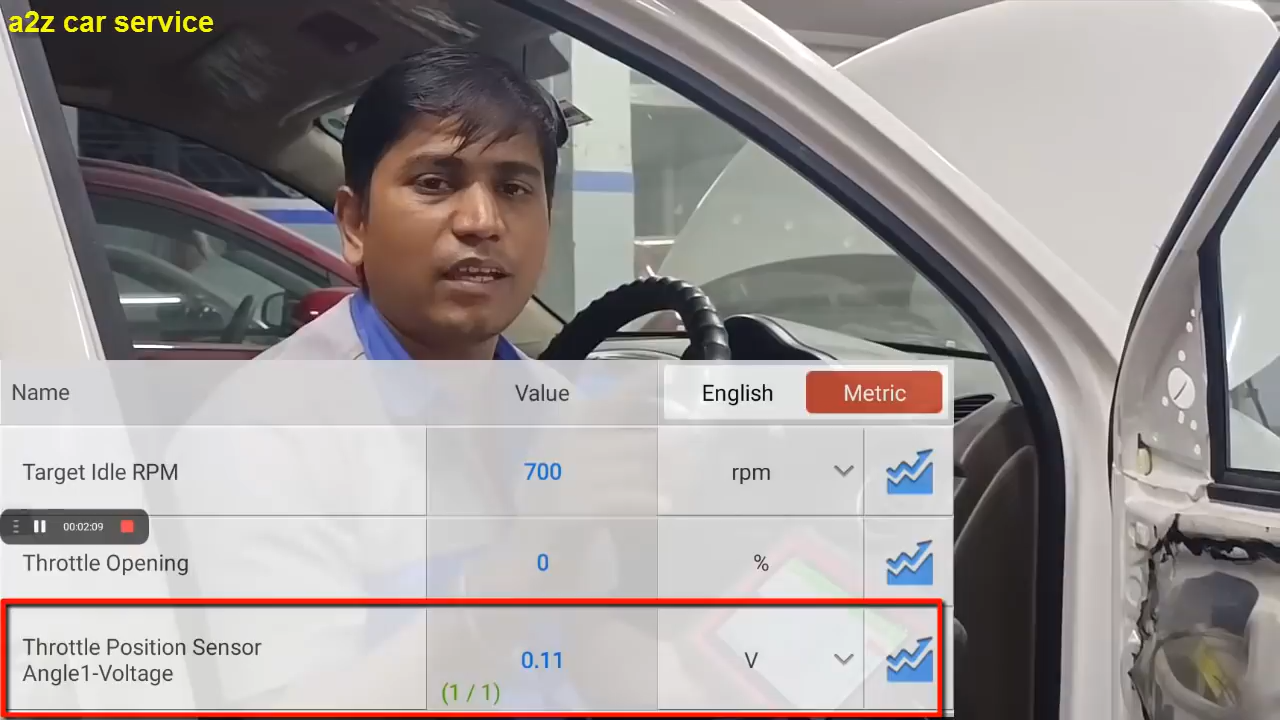 a2z car service
Name Value English Metric
Target Idle RPM 700 rpm
00:02:09
Throttle Opening 0 %
Throttle Position Sensor
Angle1-Voltage 0.11 V
(1 / 1)